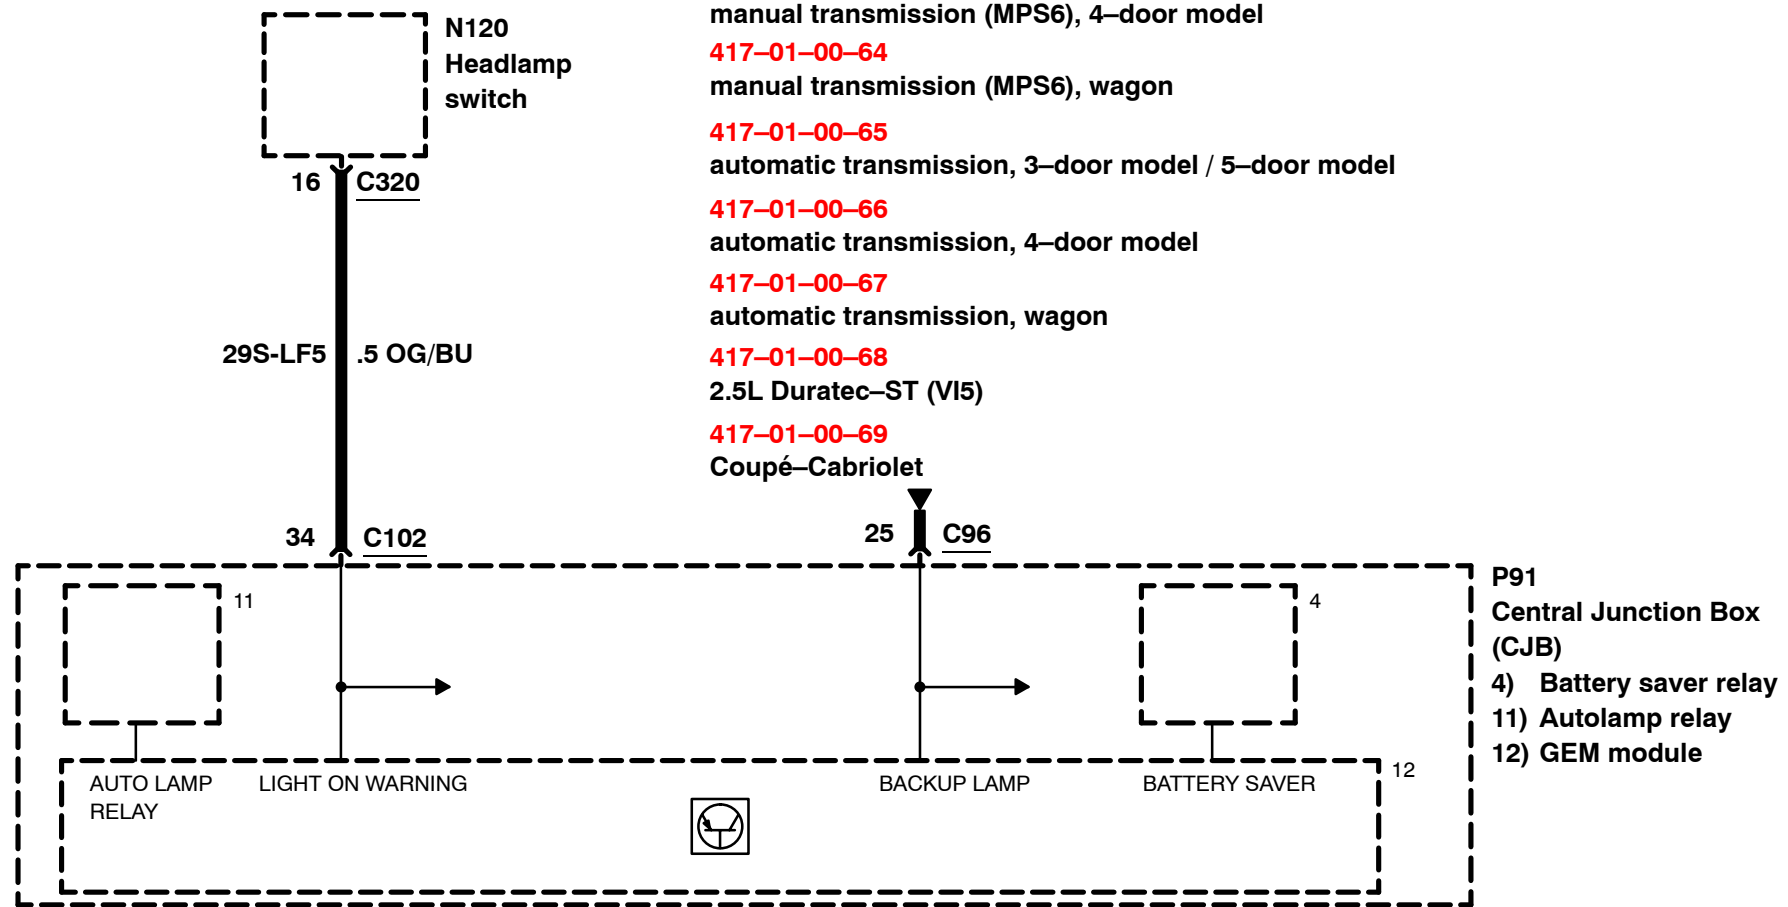 N120
Headlamp
switch
16 C320
29S-LF5 .5 OG/BU
34 C102
manual transmission (MPS6), 4–door model
417–01–00–64
manual transmission (MPS6), wagon
417–01–00–65
automatic transmission, 3–door model / 5–door model
417–01–00–66
automatic transmission, 4–door model
417–01–00–67
automatic transmission, wagon
417–01–00–68
2.5L Duratec–ST (VI5)
417–01–00–69
Coupé–Cabriolet
25 C96
11
4
AUTO LAMP
RELAY
LIGHT ON WARNING
BACKUP LAMP
BATTERY SAVER
12
P91
Central Junction Box
(CJB)
4) Battery saver relay
11) Autolamp relay
12) GEM module